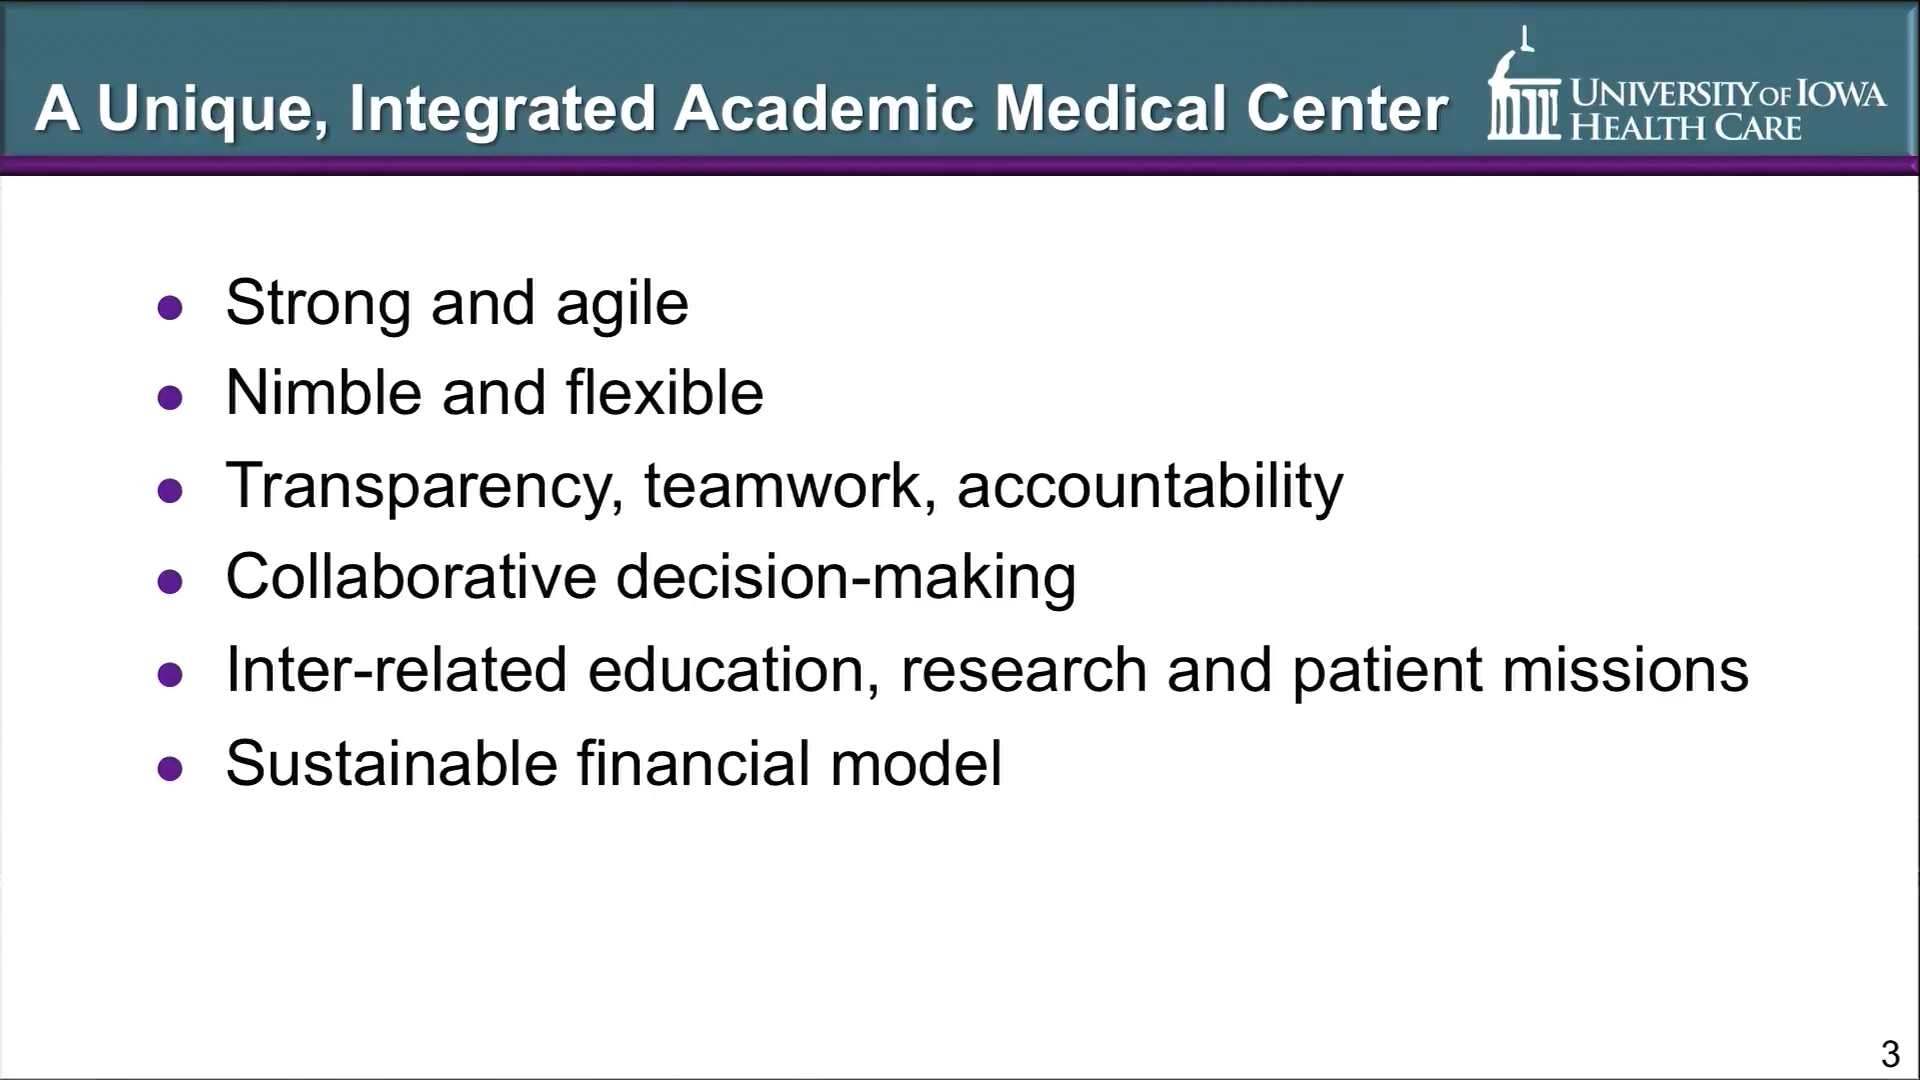 A Unique, Integrated Academic Medical Center
UNIVERSITY OF IOWA
HEALTH CARE
● Strong and agile
● Nimble and flexible
● Transparency, teamwork, accountability
● Collaborative decision-making
● Inter-related education, research and patient missions
● Sustainable financial model
3